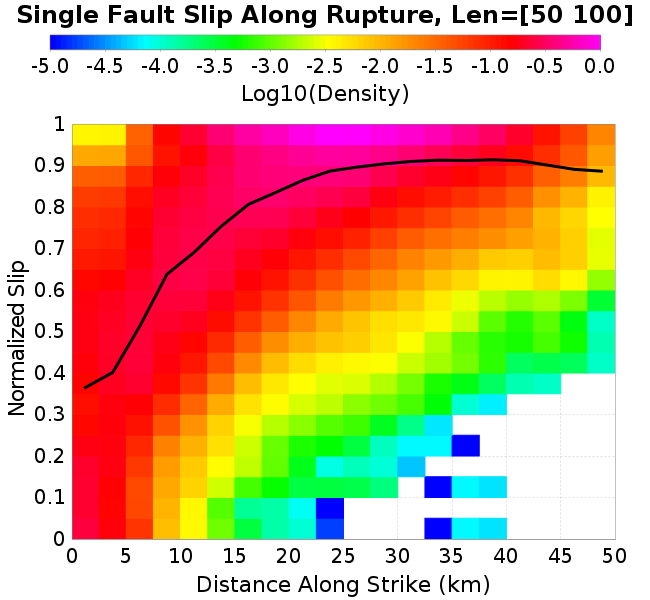 Single Fault Slip Along Rupture, Len=[50 100]
-5.0 -4.5 -4.0 -3.5 -3.0 -2.5 -2.0 -1.5 -1.0 -0.5 0.0
Log10(Density)
1
0.9
0.8
0.7
0.6
0.5
0.4
0.3
0.2
0.1
0
Normalized Slip
0 5 10 15 20 25 30 35 40 45 50
Distance Along Strike (km)